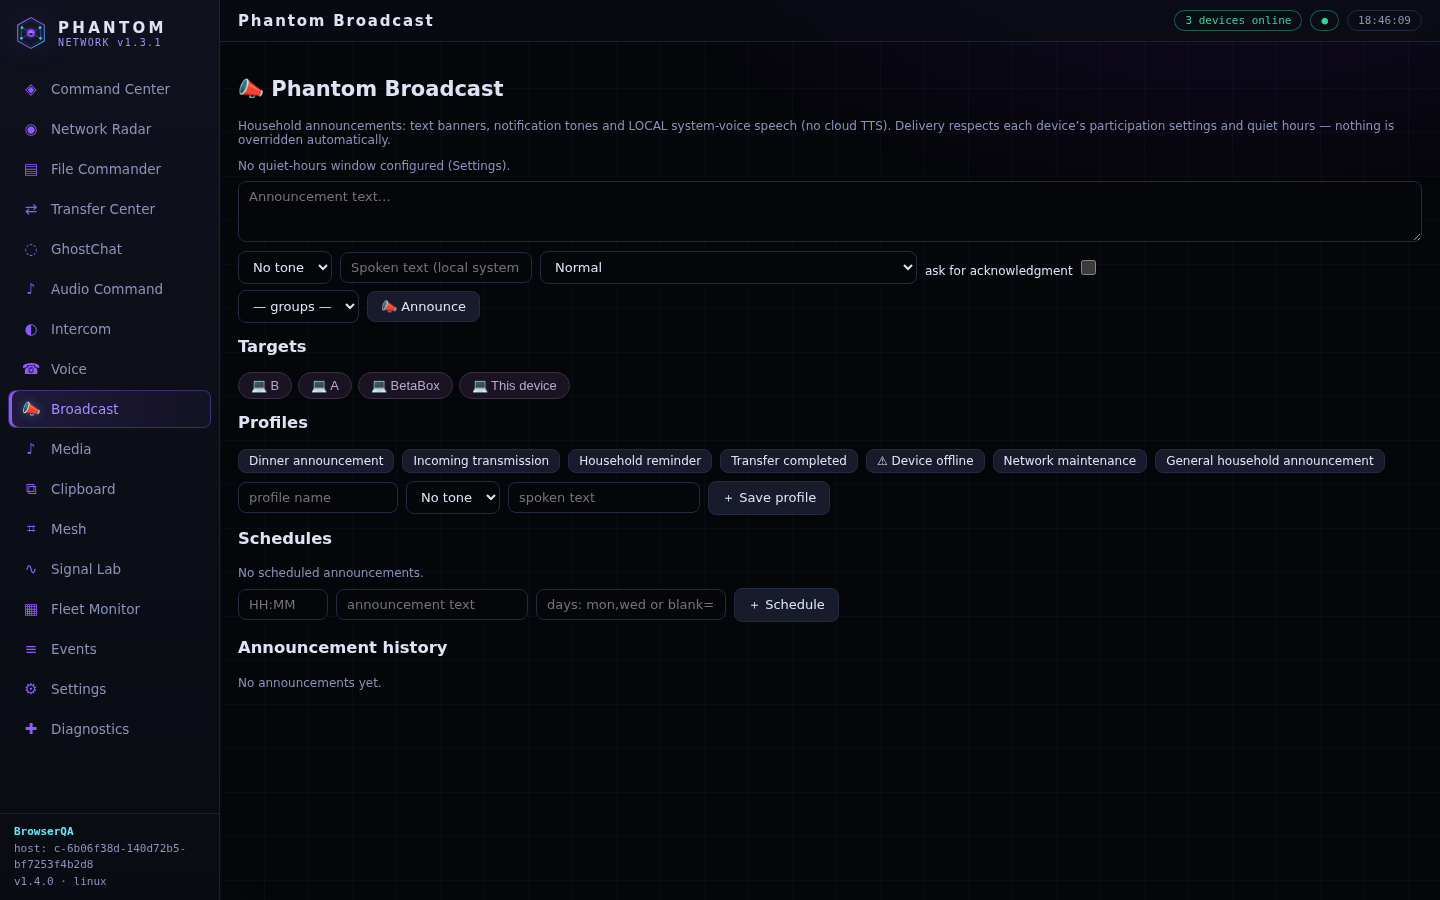 PHANTOM
NETWORK v1.3.1
Command Center
Network Radar
File Commander
Transfer Center
GhostChat
Audio Command
Intercom
Voice
Broadcast
Media
Clipboard
Mesh
Signal Lab
Fleet Monitor
Events
Settings
Diagnostics
BrowserQA
host: c-6b06f38d-140d72b5-
bf7253f4b2d8
v1.4.0 · linux
Phantom Broadcast
3 devices online
18:46:09
📣 Phantom Broadcast
Household announcements: text banners, notification tones and LOCAL system-voice speech (no cloud TTS). Delivery respects each device’s participation settings and quiet hours — nothing is
overridden automatically.
No quiet-hours window configured (Settings).
Announcement text…
No tone Spoken text (local system Normal ask for acknowledgment
— groups — 📣 Announce
Targets
💻 B 💻 A 💻 BetaBox 💻 This device
Profiles
Dinner announcement Incoming transmission Household reminder Transfer completed ⚠ Device offline Network maintenance General household announcement
profile name No tone spoken text + Save profile
Schedules
No scheduled announcements.
HH:MM announcement text days: mon,wed or blank= + Schedule
Announcement history
No announcements yet.